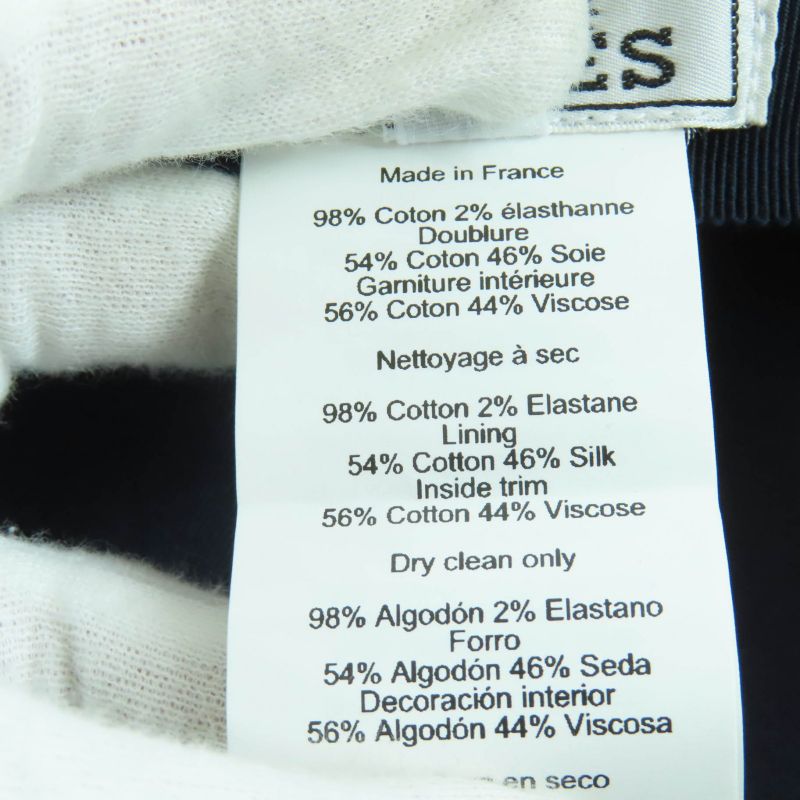 S
Made in France
98% Coton 2% élasthanne
Doublure
54% Coton 46% Soie
Garniture intérieure
56% Coton 44% Viscose
Nettoyage à sec
98% Cotton 2% Elastane
Lining
54% Cotton 46% Silk
Inside trim
56% Cotton 44% Viscose
Dry clean only
98% Algodón 2% Elastano
Forro
54% Algodón 46% Seda
Decoración interior
56% Algodón 44% Viscosa
en seco